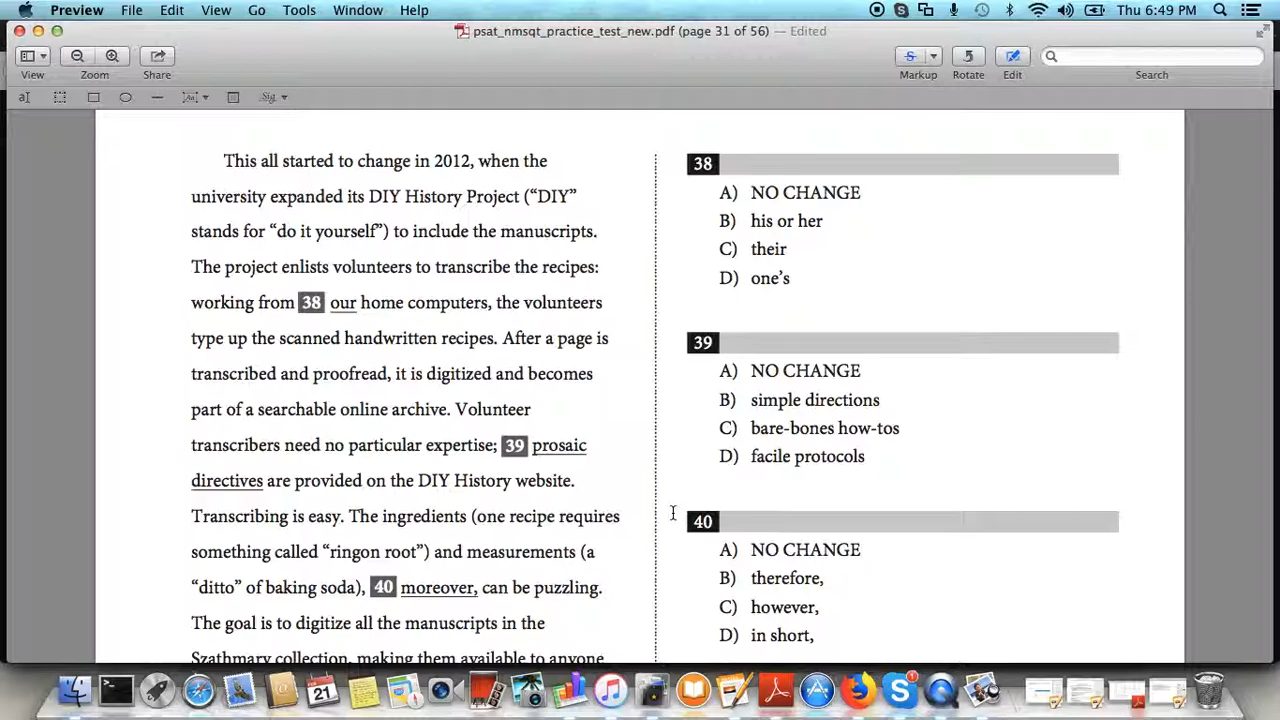 Preview File Edit View Go Tools Window Help Thu 6:49 PM
psat_nmsqt_practice_test_new.pdf (page 31 of 56) — Edited
View Zoom Share Markup Rotate Edit Search
This all started to change in 2012, when the
university expanded its DIY History Project (“DIY”
stands for “do it yourself”) to include the manuscripts.
The project enlists volunteers to transcribe the recipes:
working from 38 our home computers, the volunteers
type up the scanned handwritten recipes. After a page is
transcribed and proofread, it is digitized and becomes
part of a searchable online archive. Volunteer
transcribers need no particular expertise; 39 prosaic
directives are provided on the DIY History website.
Transcribing is easy. The ingredients (one recipe requires
something called “ringon root”) and measurements (a
“ditto” of baking soda), 40 moreover, can be puzzling.
The goal is to digitize all the manuscripts in the
Szathmary collection, making them available to anyone
38
A) NO CHANGE
B) his or her
C) their
D) one’s
39
A) NO CHANGE
B) simple directions
C) bare-bones how-tos
D) facile protocols
40
A) NO CHANGE
B) therefore,
C) however,
D) in short,